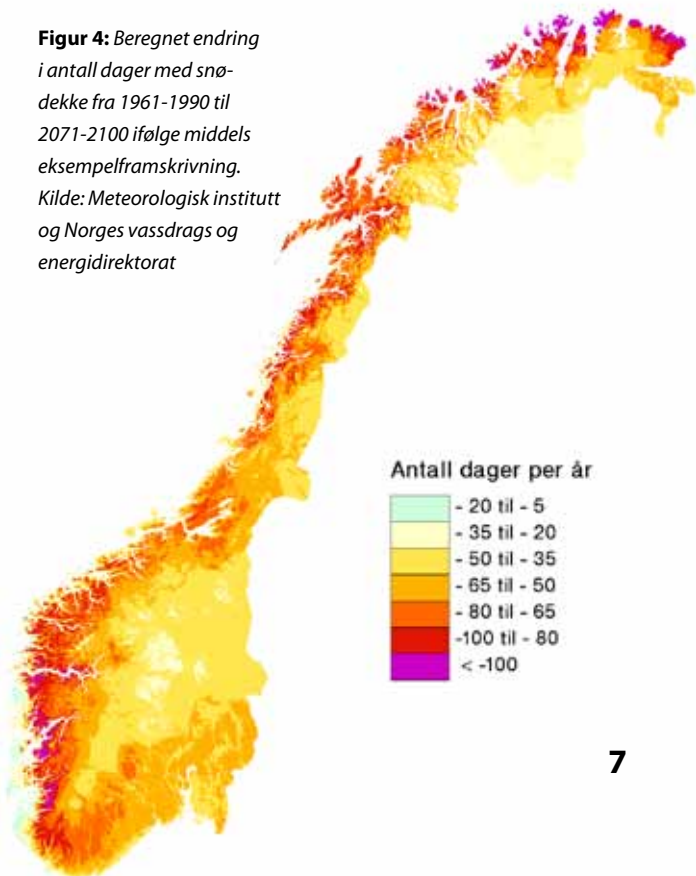 Figur 4: Beregnet endring
i antall dager med snø-
dekke fra 1961-1990 til
2071-2100 ifølge middels
eksempelframskrivning.
Kilde: Meteorologisk institutt
og Norges vassdrags og
energidirektorat
Antall dager per år
- 20 til - 5
- 35 til - 20
- 50 til - 35
- 65 til - 50
- 80 til - 65
-100 til - 80
< -100
7